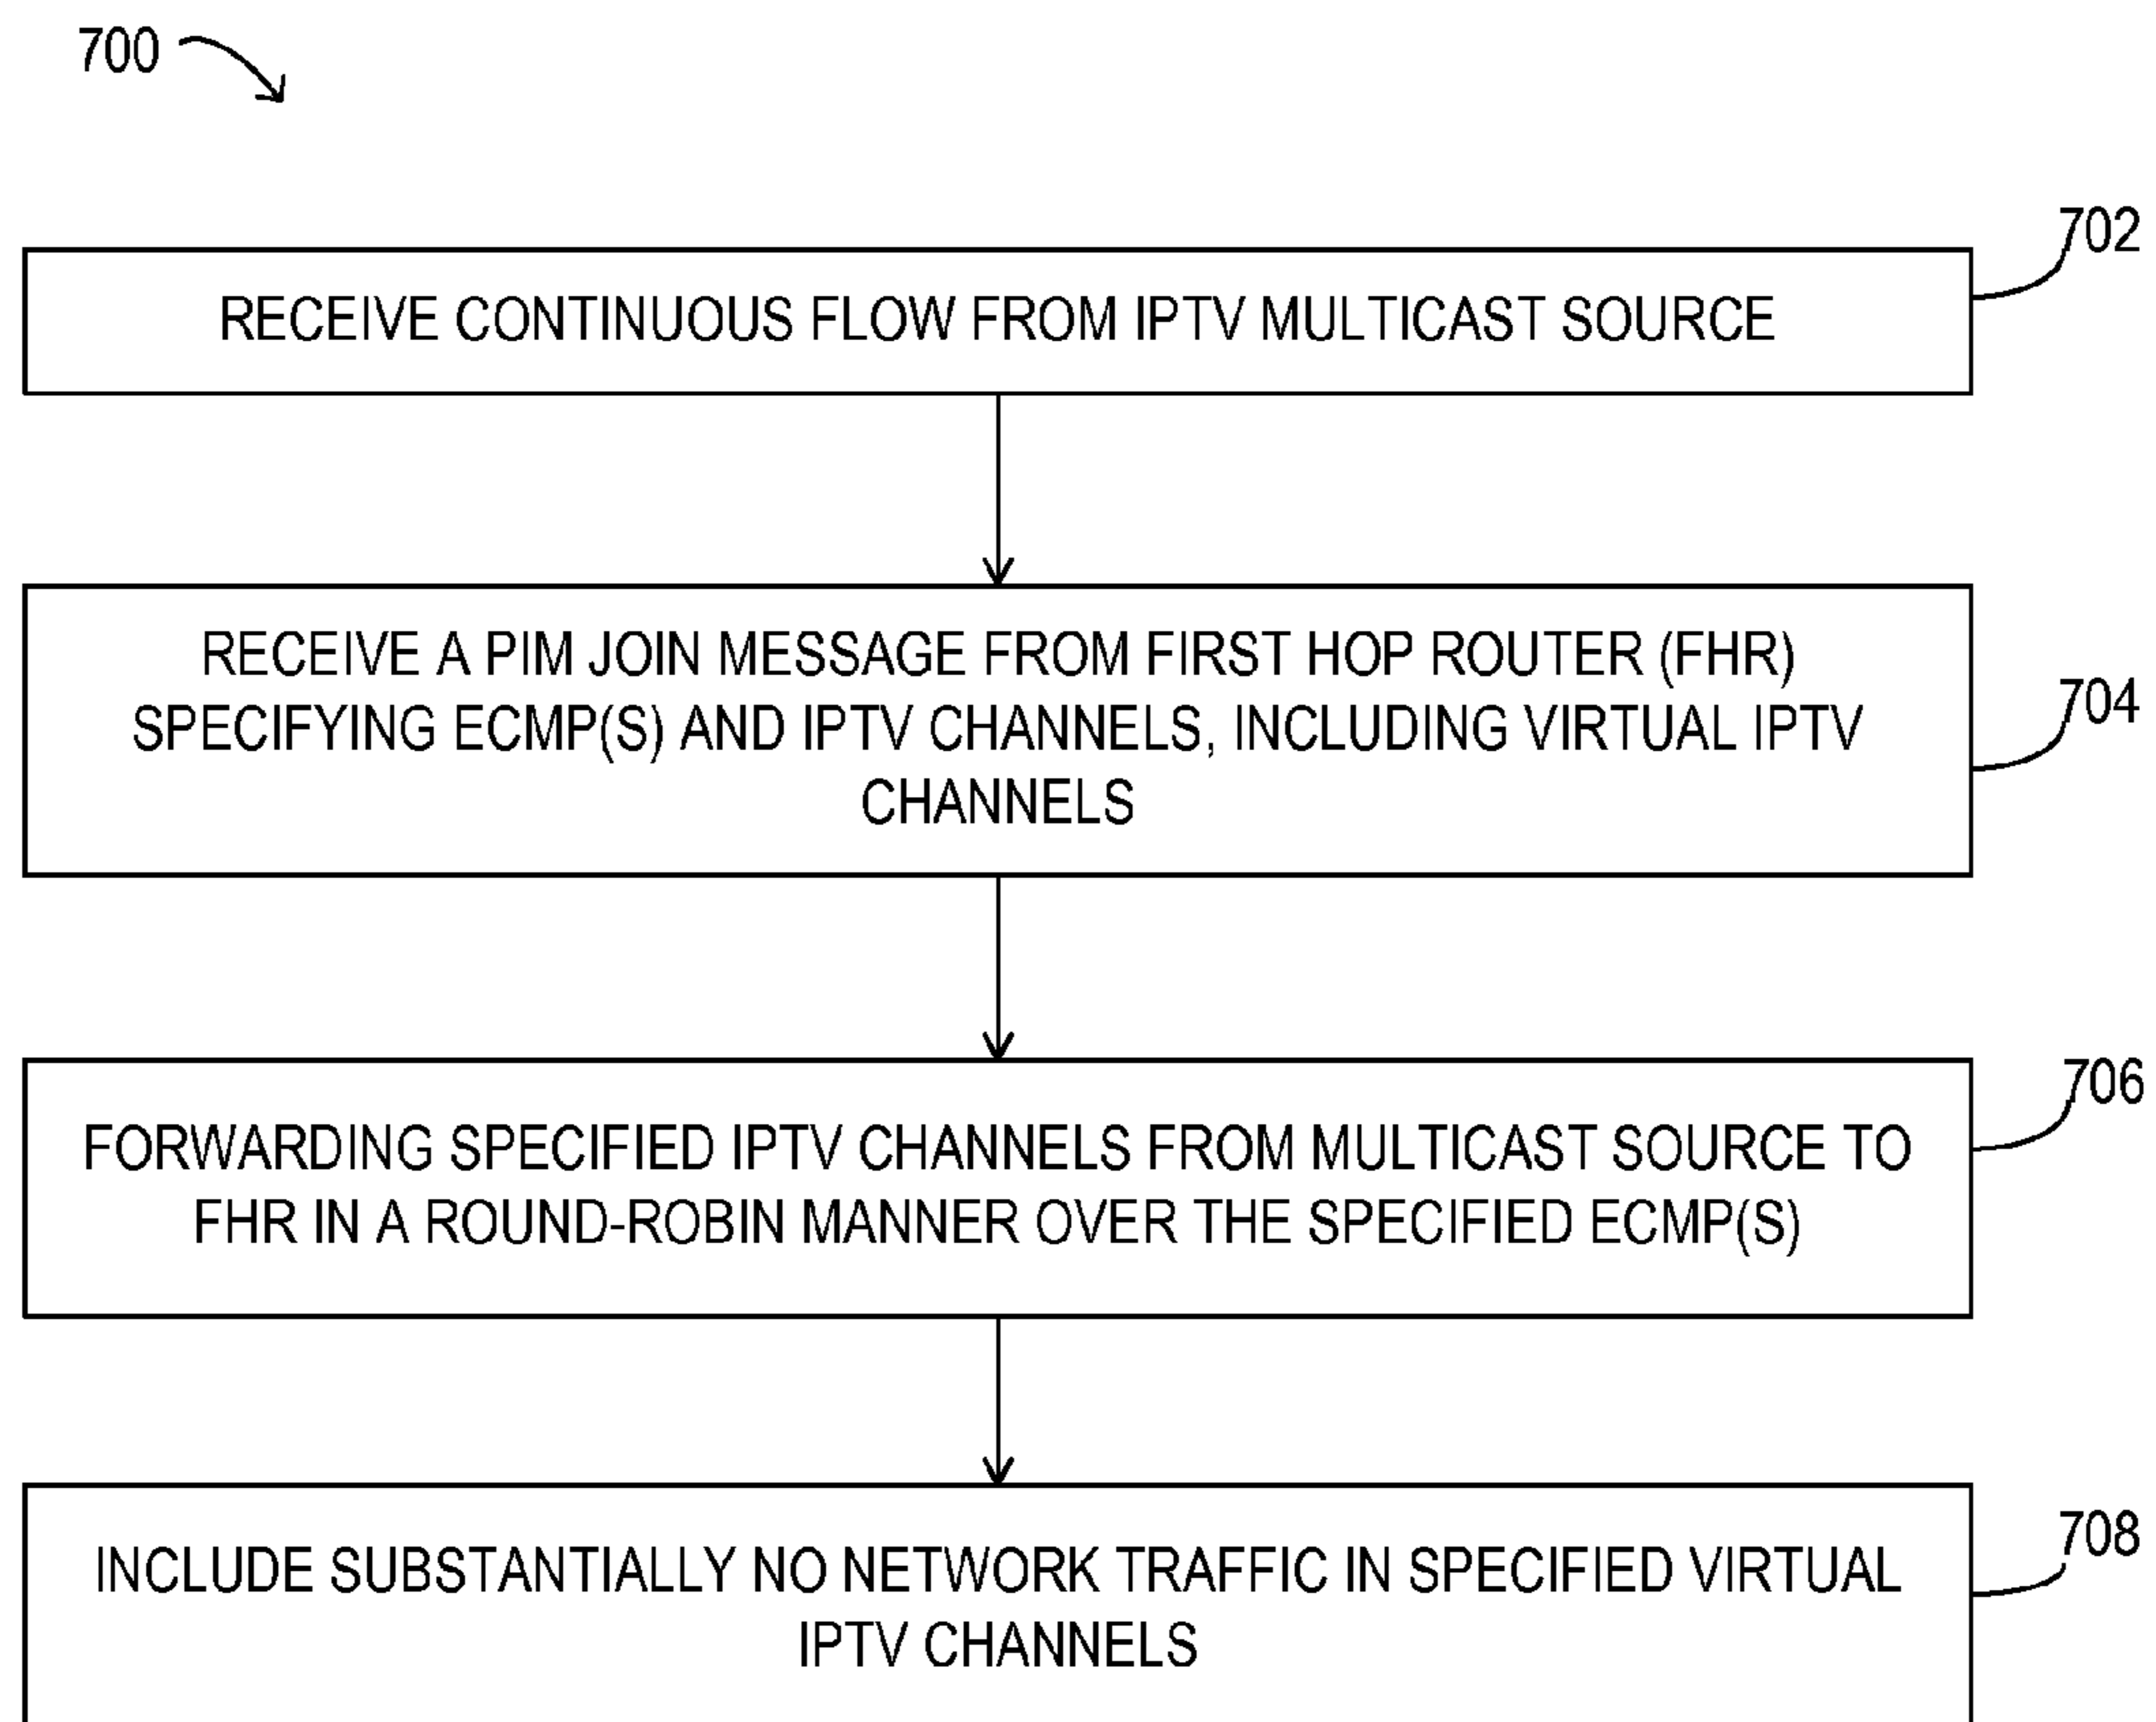 700
702
RECEIVE CONTINUOUS FLOW FROM IPTV MULTICAST SOURCE
RECEIVE A PIM JOIN MESSAGE FROM FIRST HOP ROUTER (FHR)
704
SPECIFYING ECMP(S) AND IPTV CHANNELS, INCLUDING VIRTUAL IPTV
CHANNELS
706
FORWARDING SPECIFIED IPTV CHANNELS FROM MULTICAST SOURCE TO
FHR IN A ROUND-ROBIN MANNER OVER THE SPECIFIED ECMP(S)
708
INCLUDE SUBSTANTIALLY NO NETWORK TRAFFIC IN SPECIFIED VIRTUAL
IPTV CHANNELS